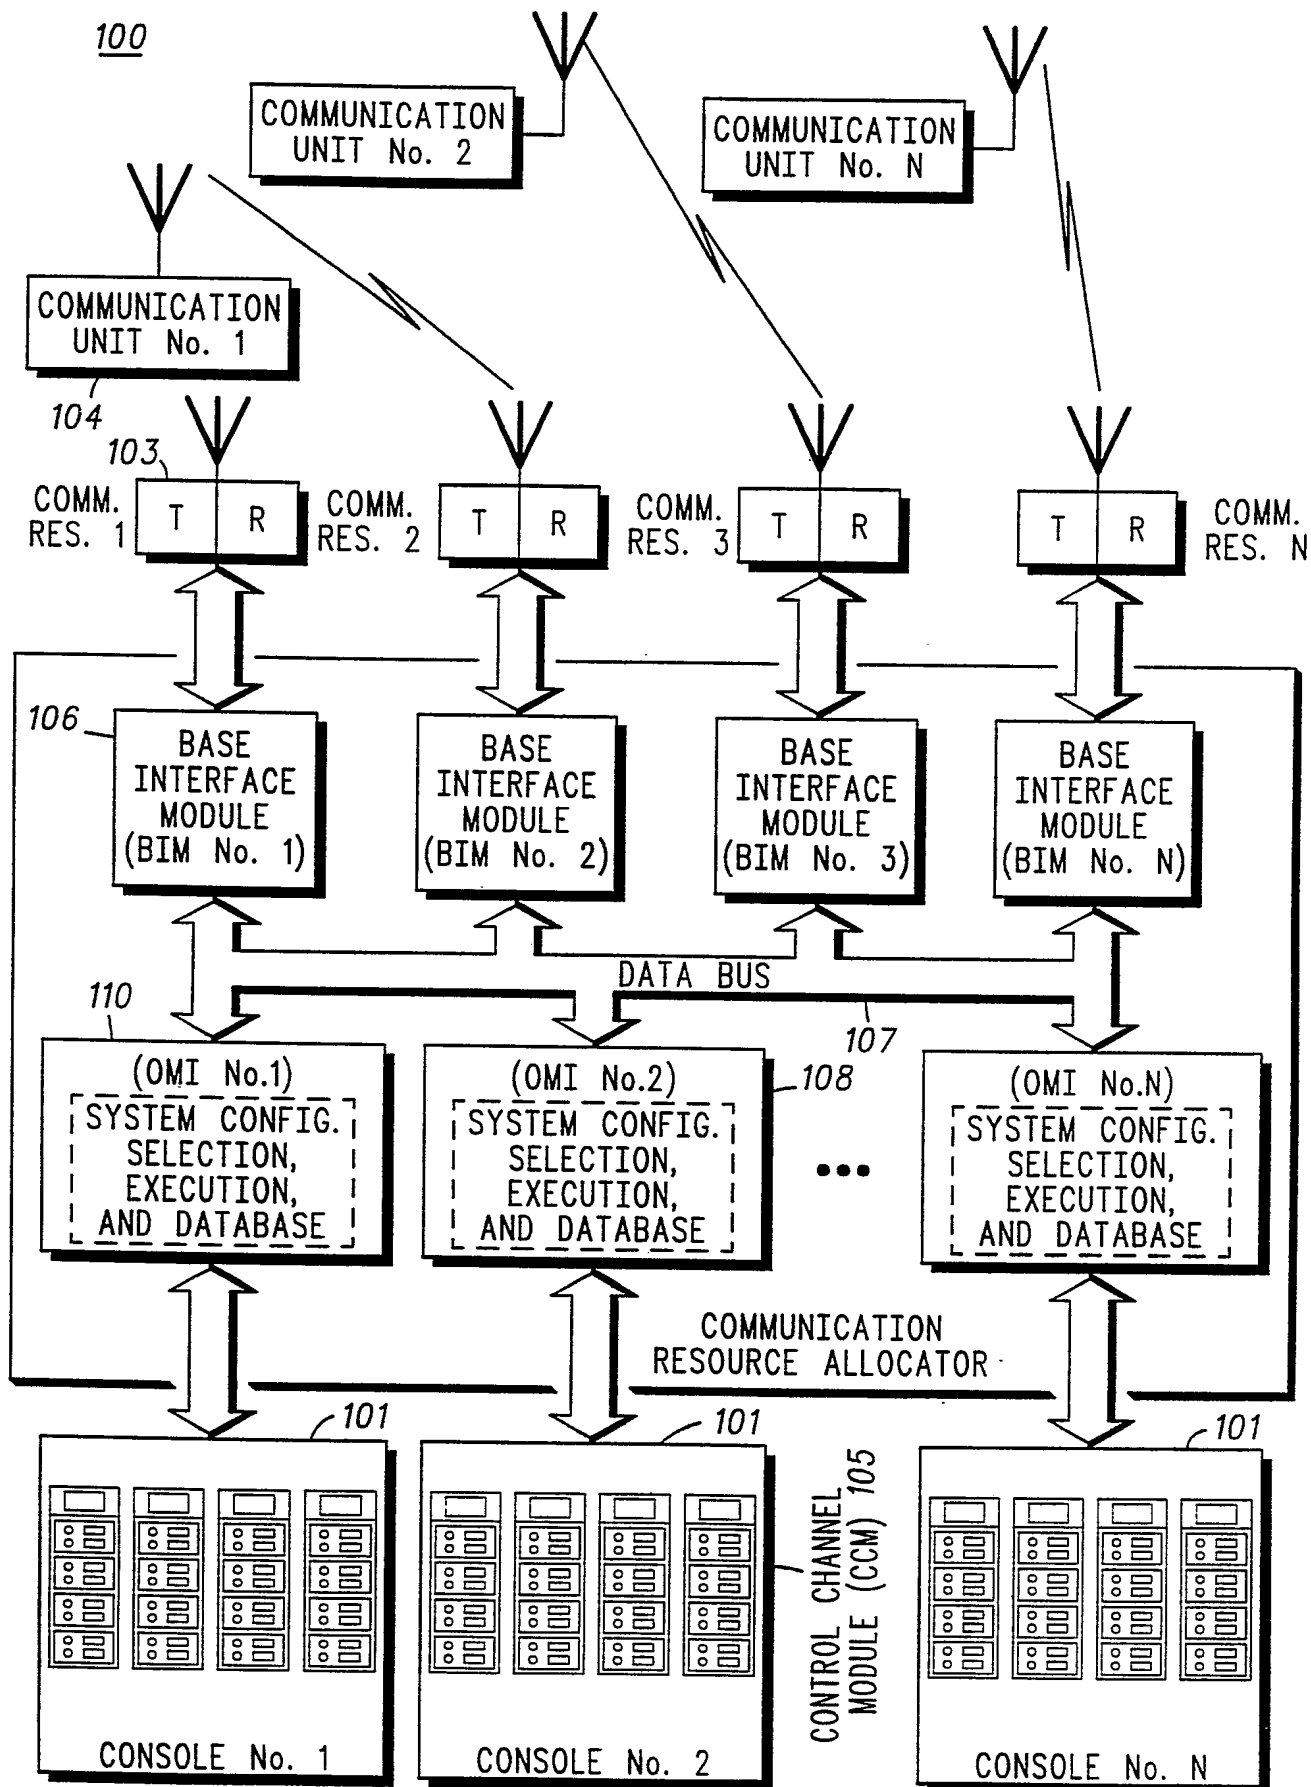 100
COMMUNICATION
UNIT No. 2
COMMUNICATION
UNIT No. N
COMMUNICATION
UNIT No. 1
104
103
COMM.
RES. 1
T R
COMM.
RES. 2
T R
COMM.
RES. 3
T R
T R
COMM.
RES. N
106
BASE
INTERFACE
MODULE
(BIM No. 1)
BASE
INTERFACE
MODULE
(BIM No. 2)
BASE
INTERFACE
MODULE
(BIM No. 3)
BASE
INTERFACE
MODULE
(BIM No. N)
DATA BUS
107
110
(OMI No.1)
SYSTEM CONFIG.
SELECTION,
EXECUTION,
AND DATABASE
108
(OMI No.2)
SYSTEM CONFIG.
SELECTION,
EXECUTION,
AND DATABASE
(OMI No.N)
SYSTEM CONFIG.
SELECTION,
EXECUTION,
AND DATABASE
COMMUNICATION
RESOURCE ALLOCATOR
101
101
101
CONTROL CHANNEL
MODULE (CCM) 105
CONSOLE No. 1
CONSOLE No. 2
CONSOLE No. N